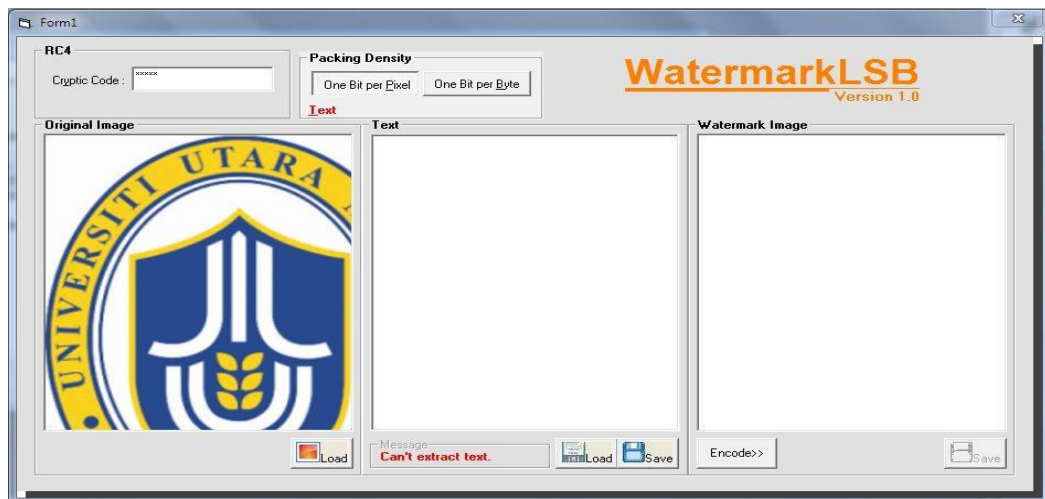 Form1
RC4
Cryptic Code : xxxxx
Packing Density
One Bit per Pixel
One Bit per Byte
Text
WatermarkLSB
Version 1.0
Original Image
UNIVERSITI UTARA
Load
Text
Message
Can't extract text.
Load
Save
Watermark Image
Encode>>
Save